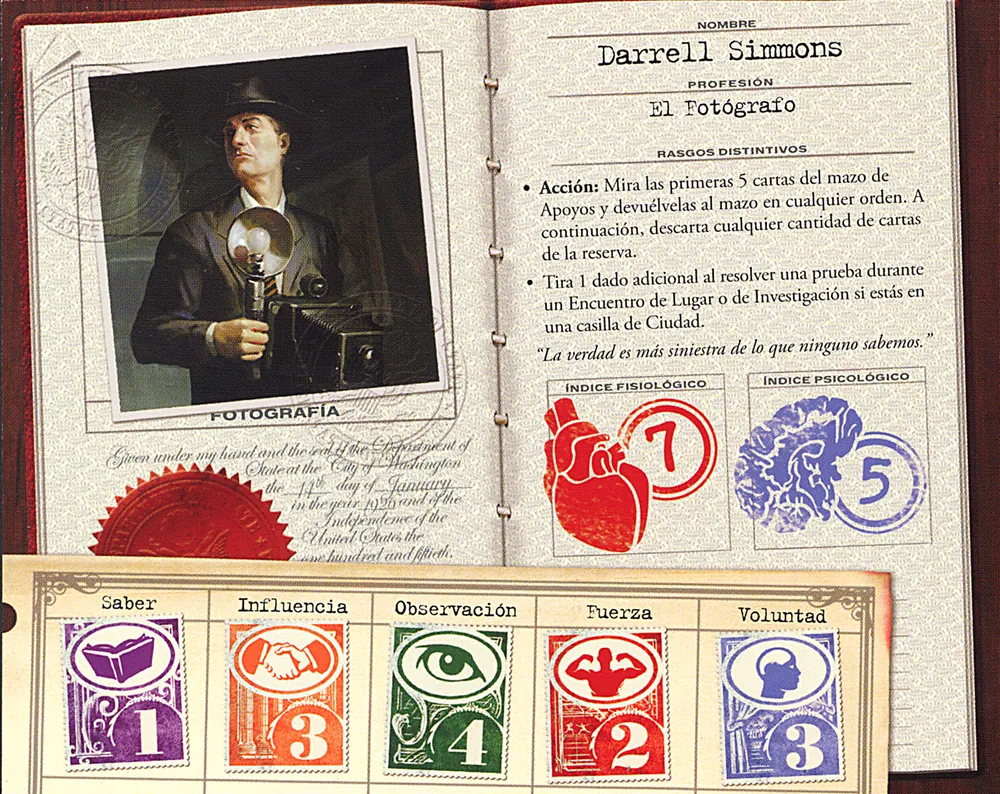 NOMBRE
Darrell Simmons
PROFESIÓN
El Fotógrafo
RASGOS DISTINTIVOS
• Acción: Mira las primeras 5 cartas del mazo de
Apoyos y devuélvelas al mazo en cualquier orden. A
continuación, descarta cualquier cantidad de cartas
de la reserva.
• Tira 1 dado adicional al resolver una prueba durante
un Encuentro de Lugar o de Investigación si estás en
una casilla de Ciudad.
“La verdad es más siniestra de lo que ninguno sabemos.”
ÍNDICE FISIOLÓGICO
7
ÍNDICE PSICOLÓGICO
5
FOTOGRAFÍA
Given under my hand and the seal of the Department of
State at the City of Washington
the 14th day of January
in the year 1926 and of the
Independence of the
United States the
one hundred and fiftieth.
Saber
Influencia
Observación
Fuerza
Voluntad
1
3
4
2
3